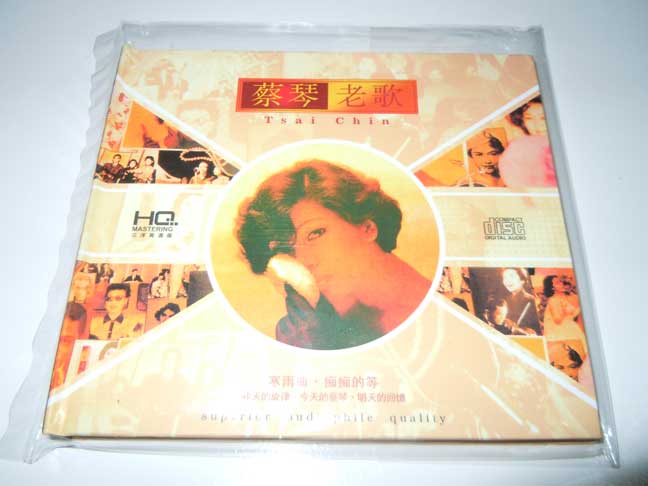 蔡琴 老歌
Tsai Chin
HQ
MASTERING
COMPACT
disc
DIGITAL AUDIO
寒雨曲·痴痴的等
昨天的旋律·今天的蔡琴·明天的回憶
superior audiophile quality